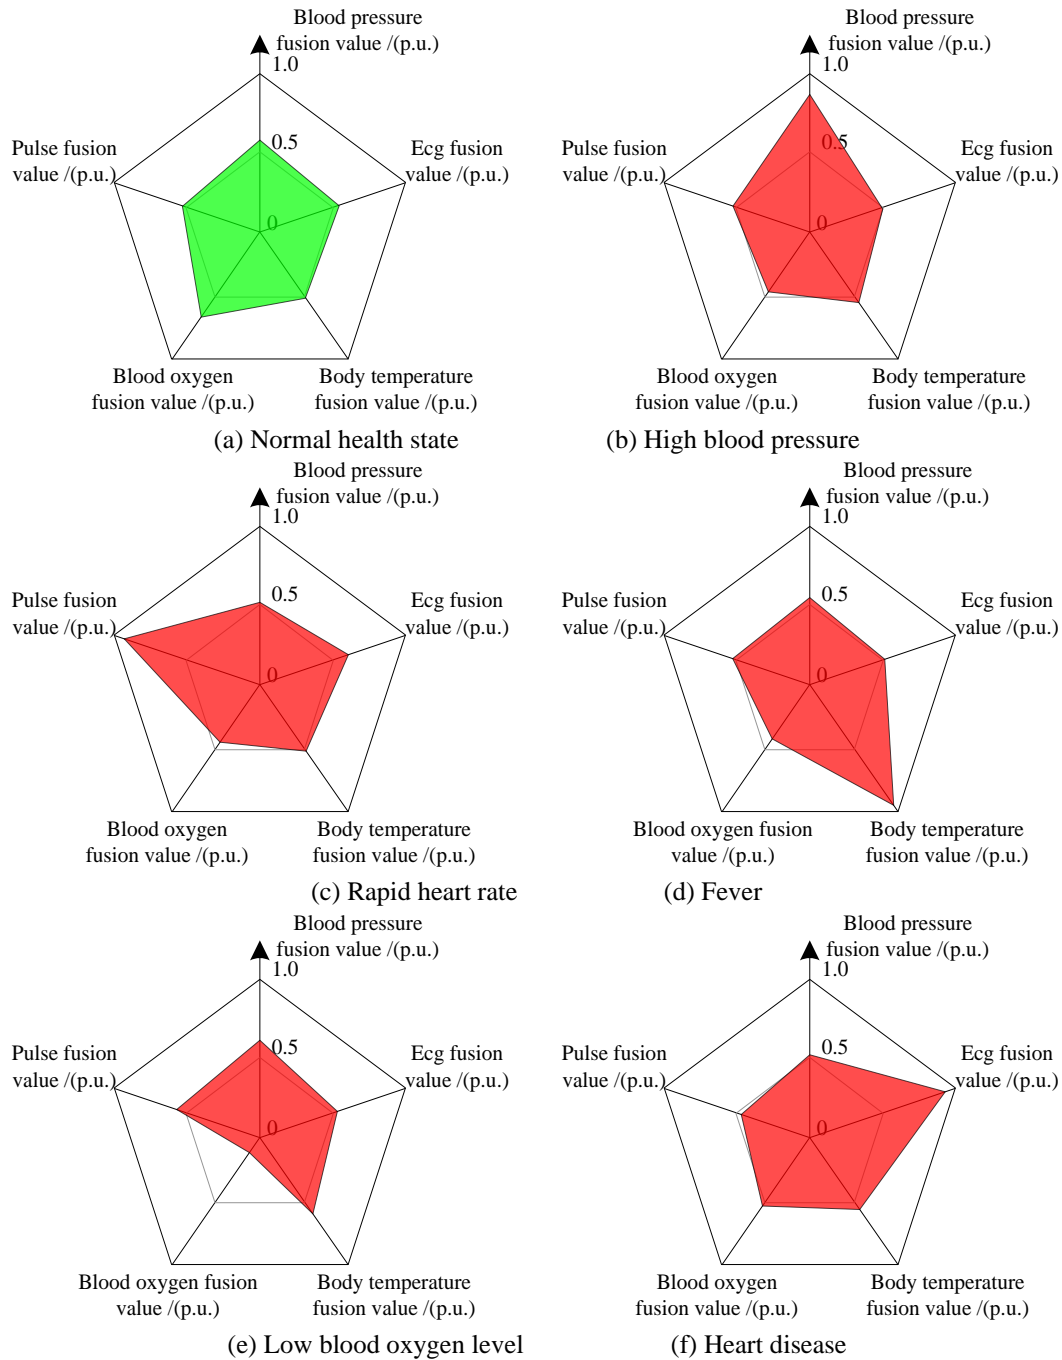 Blood pressure
fusion value /(p.u.)
1.0
0.5
0
Pulse fusion
value /(p.u.)
Ecg fusion
value /(p.u.)
Blood oxygen
fusion value /(p.u.)
Body temperature
fusion value /(p.u.)
(a) Normal health state
Blood pressure
fusion value /(p.u.)
1.0
0.5
0
Pulse fusion
value /(p.u.)
Ecg fusion
value /(p.u.)
Blood oxygen
fusion value /(p.u.)
Body temperature
fusion value /(p.u.)
(b) High blood pressure
Blood pressure
fusion value /(p.u.)
1.0
0.5
0
Pulse fusion
value /(p.u.)
Ecg fusion
value /(p.u.)
Blood oxygen
fusion value /(p.u.)
Body temperature
fusion value /(p.u.)
(c) Rapid heart rate
Blood pressure
fusion value /(p.u.)
1.0
0.5
0
Pulse fusion
value /(p.u.)
Ecg fusion
value /(p.u.)
Blood oxygen fusion
value /(p.u.)
Body temperature
fusion value /(p.u.)
(d) Fever
Blood pressure
fusion value /(p.u.)
1.0
0.5
0
Pulse fusion
value /(p.u.)
Ecg fusion
value /(p.u.)
Blood oxygen fusion
value /(p.u.)
Body temperature
fusion value /(p.u.)
(e) Low blood oxygen level
Blood pressure
fusion value /(p.u.)
1.0
0.5
0
Pulse fusion
value /(p.u.)
Ecg fusion
value /(p.u.)
Blood oxygen
fusion value /(p.u.)
Body temperature
fusion value /(p.u.)
(f) Heart disease